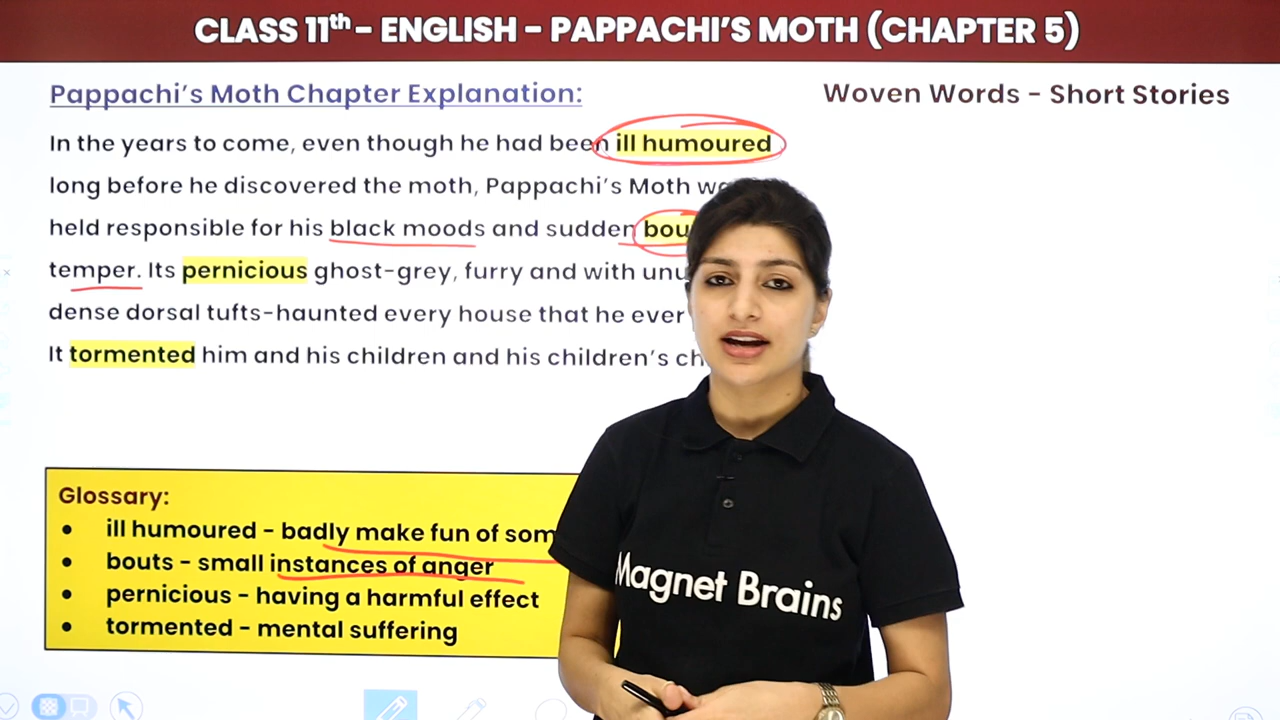 CLASS 11th - ENGLISH - PAPPACHI'S MOTH (CHAPTER 5)
Pappachi's Moth Chapter Explanation:
Woven Words - Short Stories
In the years to come, even though he had been ill humoured
long before he discovered the moth, Pappachi's Moth
held responsible for his black moods and sudden
temper. Its pernicious ghost-grey, furry and with
dense dorsal tufts-haunted every house that he ever
It tormented him and his children and his children's
Glossary:
• ill humoured - badly make fun of
• bouts - small instances of anger
• pernicious - having a harmful effect
• tormented - mental suffering
Magnet Brains